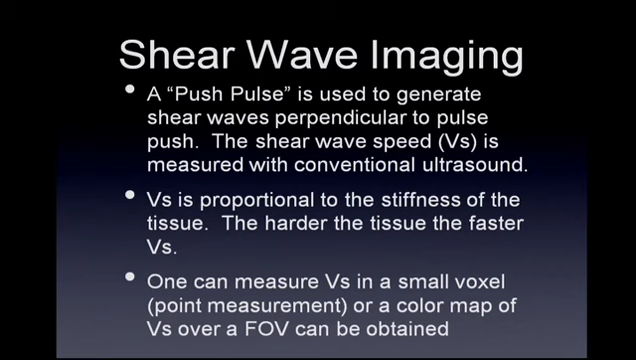 Shear Wave Imaging
• A “Push Pulse” is used to generate
shear waves perpendicular to pulse
push.  The shear wave speed (Vs) is
measured with conventional ultrasound.
• Vs is proportional to the stiffness of the
tissue.  The harder the tissue the faster
Vs.
• One can measure Vs in a small voxel
(point measurement) or a color map of
Vs over a FOV can be obtained